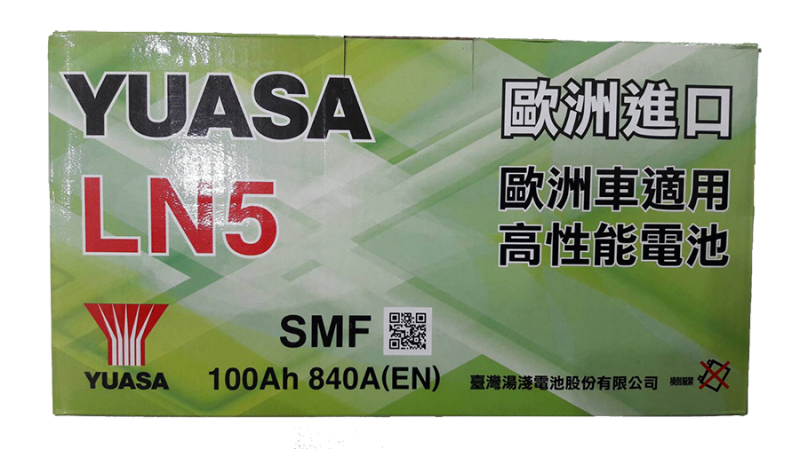 YUASA
歐洲進口
LN5
歐洲車適用
高性能電池
SMF
YUASA
100Ah 840A(EN)
臺灣湯淺電池股份有限公司